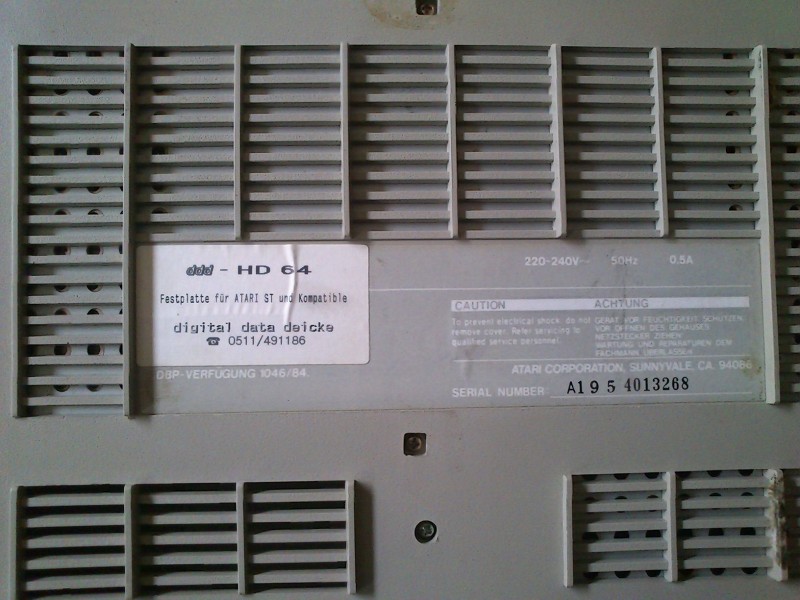 ddd - HD 64
Festplatte für ATARI ST und Kompatible
digital data deicke
☎ 0511/491186
DBP-VERFÜGUNG 1046/84
220-240V~ 50Hz 0.5A
CAUTION
To prevent electrical shock, do not
remove cover. Refer servicing to
qualified service personnel.
ACHTUNG
GERÄT VOR FEUCHTIGKEIT SCHÜTZEN
VOR ÖFFNEN DES GEHÄUSES
NETZSTECKER ZIEHEN
WARTUNG UND REPARATUREN DEM
FACHMANN ÜBERLASSEN
ATARI CORPORATION, SUNNYVALE, CA. 94086
SERIAL NUMBER: A19 5 4013268